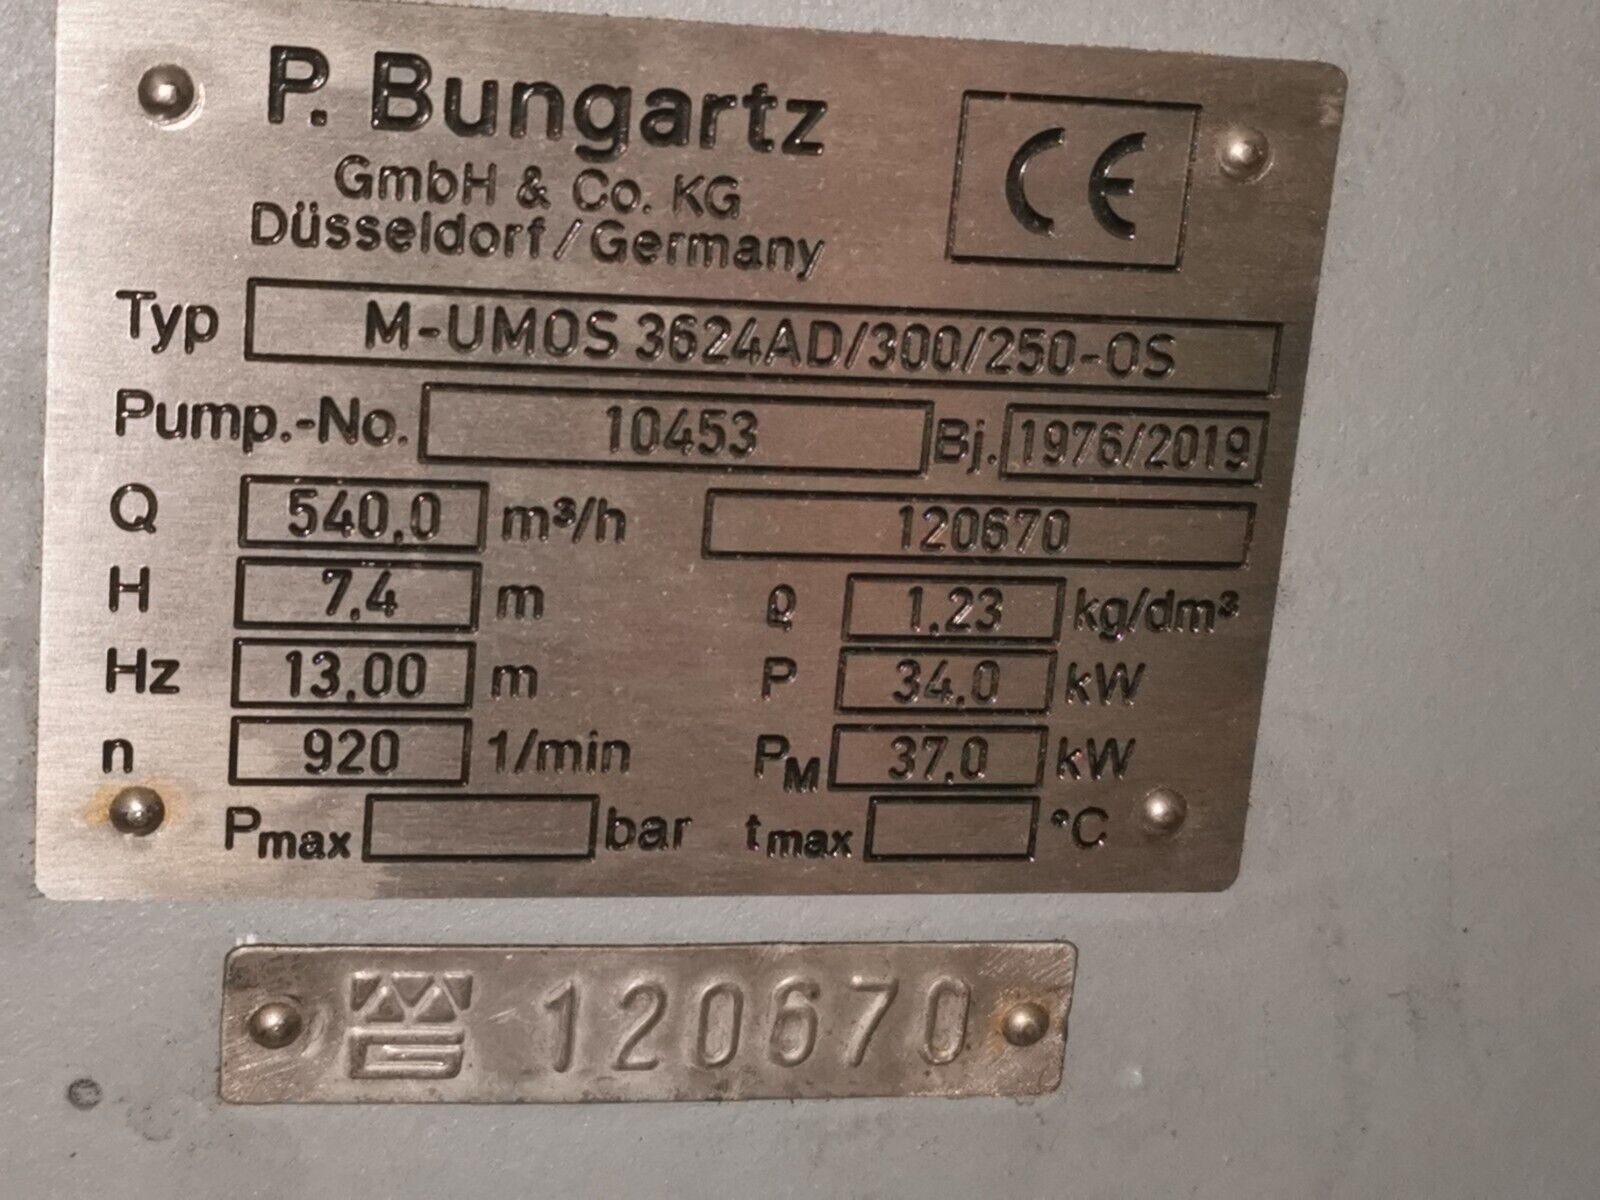 P. Bungartz
GmbH & Co. KG
Düsseldorf / Germany
CE
Typ M-UMOS 3624AD/300/250-OS
Pump.-No. 10453 Bj. 1976/2019
Q 540,0 m³/h 120670
H 7,4 m ϱ 1,23 kg/dm³
Hz 13,00 m P 34,0 kW
n 920 1/min PM 37,0 kW
Pmax bar tmax °C
120670